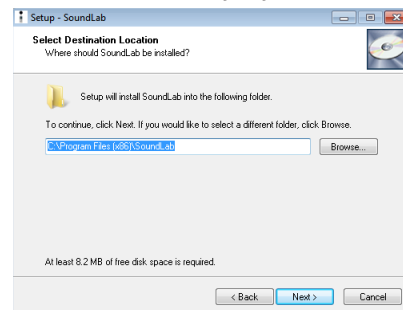 Setup - SoundLab
Select Destination Location
Where should SoundLab be installed?
Setup will install SoundLab into the following folder.
To continue, click Next. If you would like to select a different folder, click Browse.
C:\Program Files (x86)\SoundLab
Browse...
At least 8.2 MB of free disk space is required.
< Back
Next >
Cancel